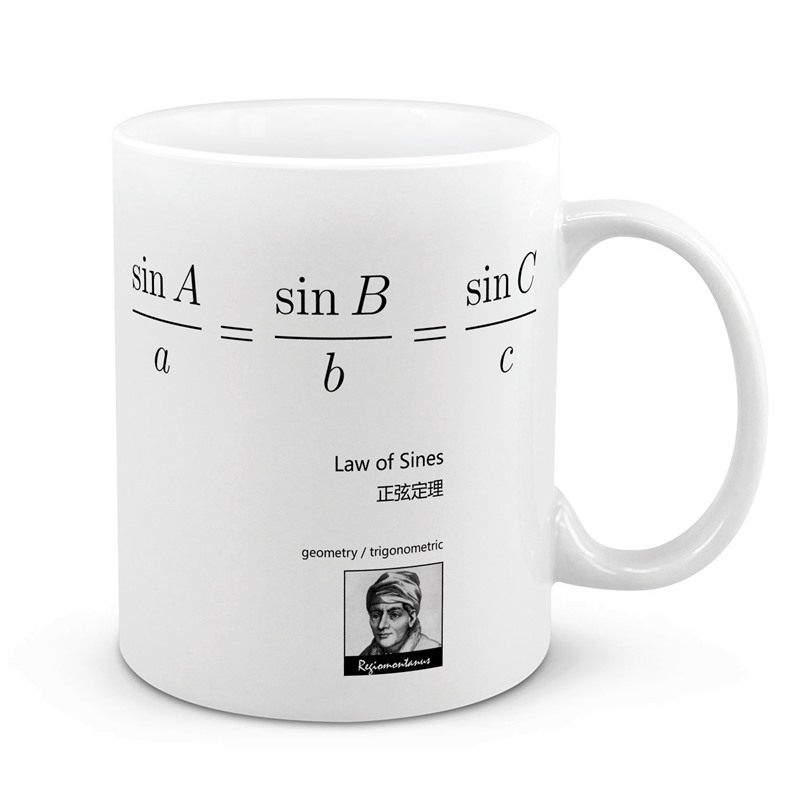 sin A / a = sin B / b = sin C / c
Law of Sines
正弦定理
geometry / trigonometric
Regiomontanus